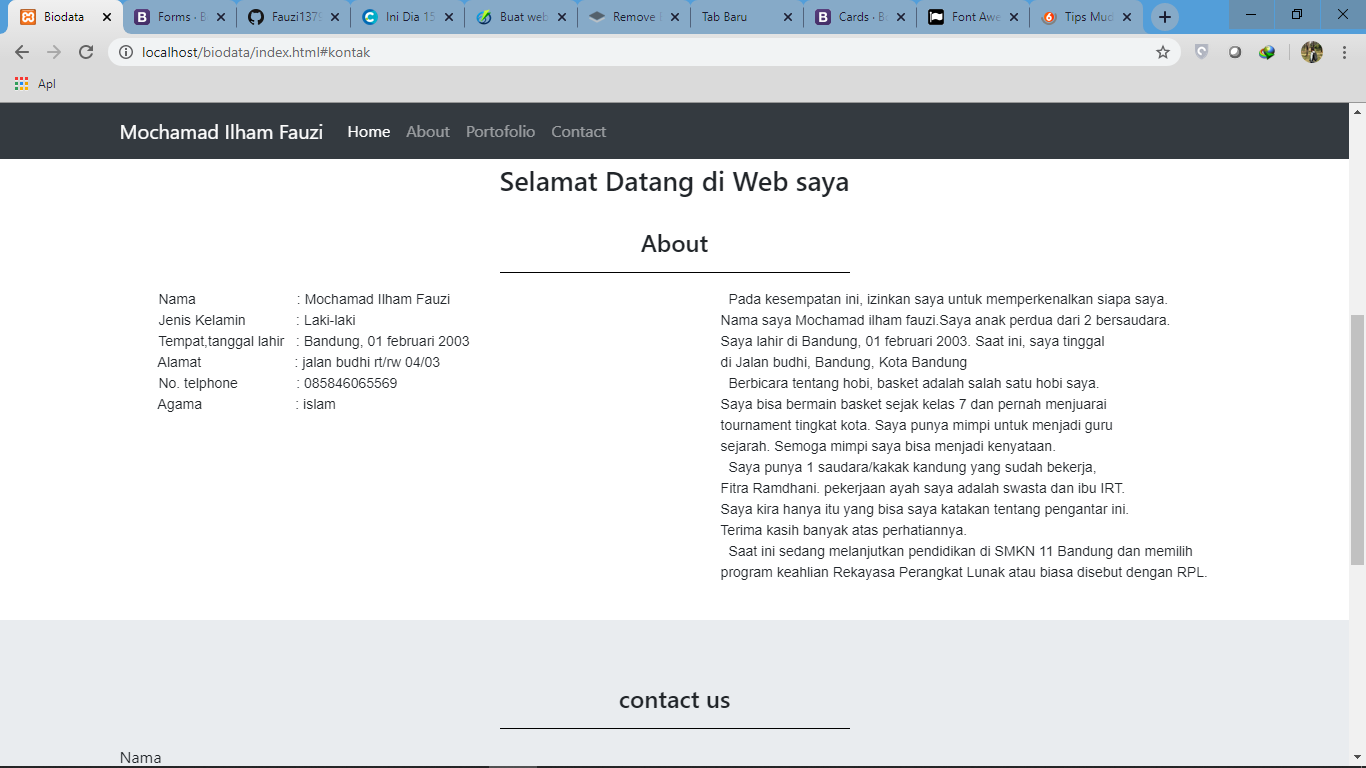 Biodata
Forms · B
Fauzi1379
Ini Dia 15
Buat web
Remove
Tab Baru
Cards · B
Font Awe
Tips Mud
localhost/biodata/index.html#kontak
Apl
Mochamad Ilham Fauzi Home About Portofolio Contact
Selamat Datang di Web saya
About
Nama : Mochamad Ilham Fauzi
Jenis Kelamin : Laki-laki
Tempat,tanggal lahir : Bandung, 01 februari 2003
Alamat : jalan budhi rt/rw 04/03
No. telphone : 085846065569
Agama : islam
Pada kesempatan ini, izinkan saya untuk memperkenalkan siapa saya.
Nama saya Mochamad ilham fauzi.Saya anak perdua dari 2 bersaudara.
Saya lahir di Bandung, 01 februari 2003. Saat ini, saya tinggal
di Jalan budhi, Bandung, Kota Bandung
Berbicara tentang hobi, basket adalah salah satu hobi saya.
Saya bisa bermain basket sejak kelas 7 dan pernah menjuarai
tournament tingkat kota. Saya punya mimpi untuk menjadi guru
sejarah. Semoga mimpi saya bisa menjadi kenyataan.
Saya punya 1 saudara/kakak kandung yang sudah bekerja,
Fitra Ramdhani. pekerjaan ayah saya adalah swasta dan ibu IRT.
Saya kira hanya itu yang bisa saya katakan tentang pengantar ini.
Terima kasih banyak atas perhatiannya.
Saat ini sedang melanjutkan pendidikan di SMKN 11 Bandung dan memilih
program keahlian Rekayasa Perangkat Lunak atau biasa disebut dengan RPL.
contact us
Nama